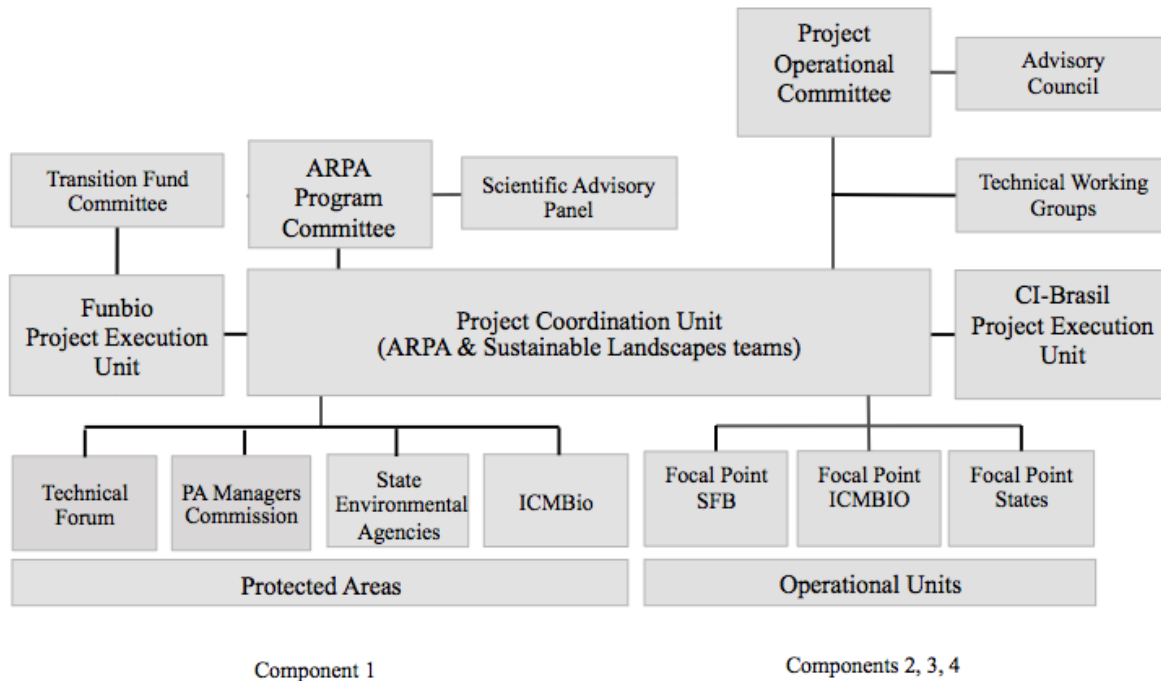 Project
Operational
Committee
Advisory
Council
Transition Fund
Committee
ARPA
Program
Committee
Scientific Advisory
Panel
Technical Working
Groups
Funbio
Project Execution
Unit
Project Coordination Unit
(ARPA & Sustainable Landscapes teams)
CI-Brasil
Project Execution
Unit
Technical
Forum
PA Managers
Commission
State
Environmental
Agencies
ICMBio
Focal Point
SFB
Focal Point
ICMBIO
Focal Point
States
Protected Areas
Operational Units
Component 1
Components 2, 3, 4